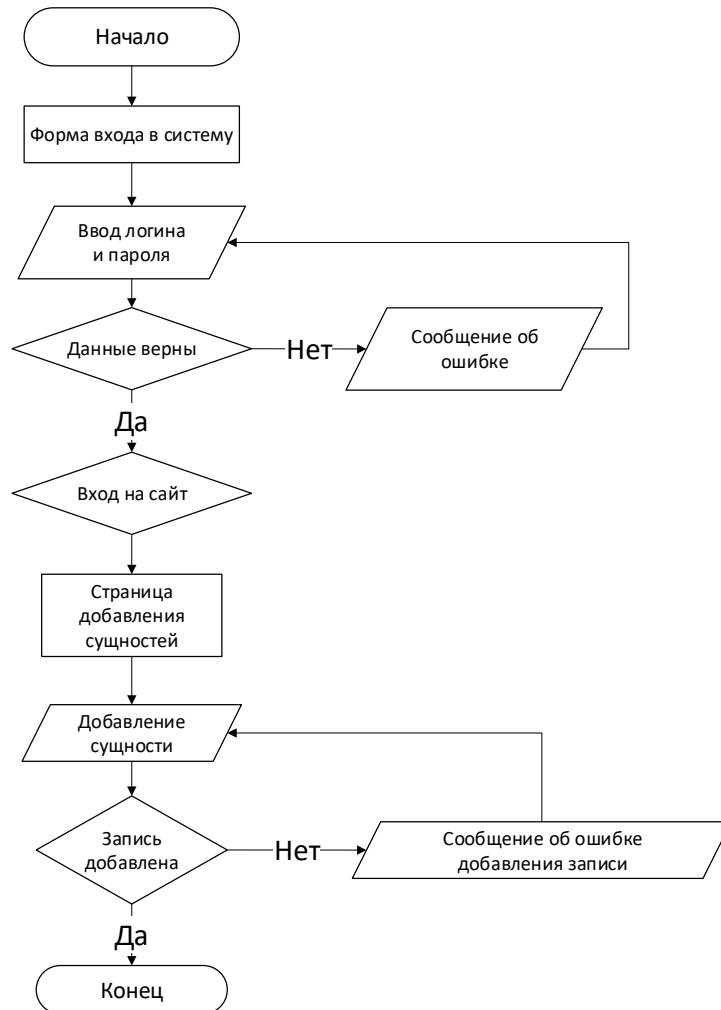 Начало
Форма входа в систему
Ввод логина
и пароля
Данные верны
Нет
Сообщение об
ошибке
Да
Вход на сайт
Страница
добавления
сущностей
Добавление
сущности
Запись
добавлена
Нет
Сообщение об ошибке
добавления записи
Да
Конец